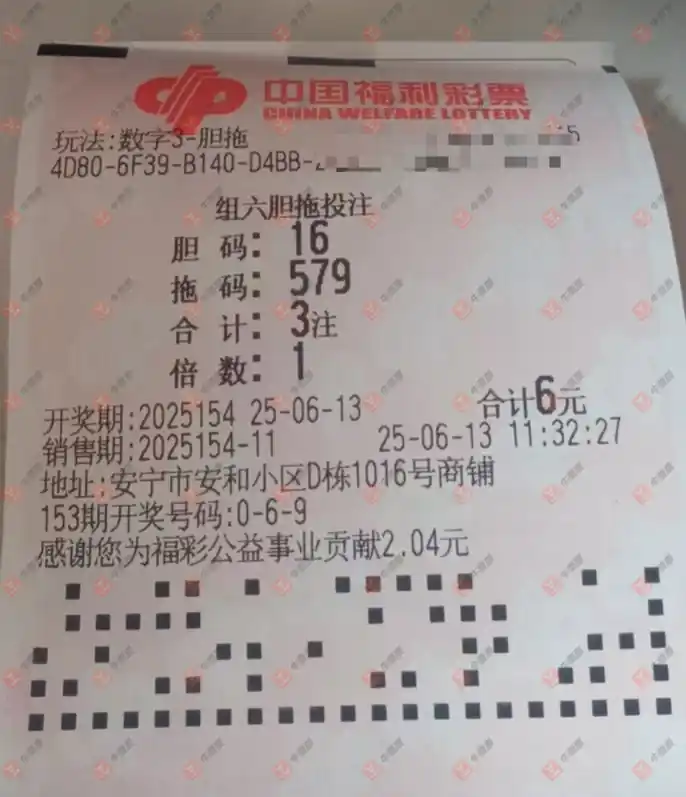 中国福利彩票
CHINA WELFARE LOTTERY
玩法:数字3-胆拖
4D80-6F39-B140-D4BB-
组六胆拖投注
胆 码: 16
拖 码: 579
合 计: 3注
倍 数: 1
合计6元
开奖期:2025154 25-06-13
销售期:2025154-11 25-06-13 11:32:27
地址:安宁市安和小区D栋1016号商铺
153期开奖号码:0-6-9
感谢您为福彩公益事业贡献2.04元